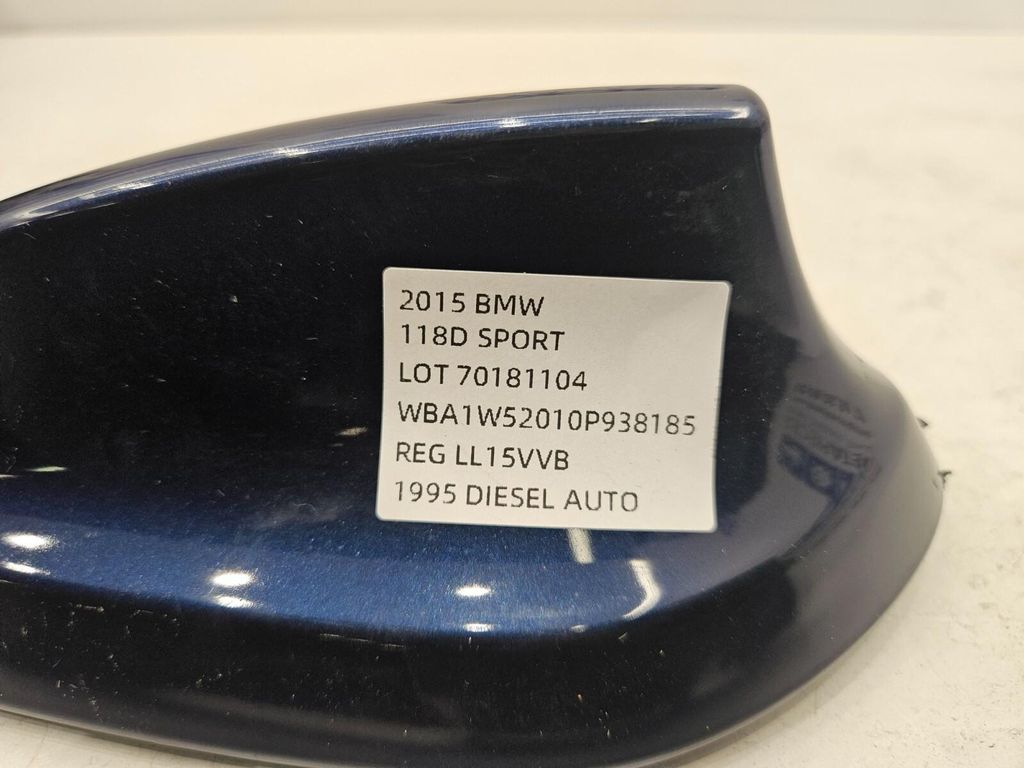 2015 BMW
118D SPORT
LOT 70181104
WBA1W52010P938185
REG LL15VVB
1995 DIESEL AUTO